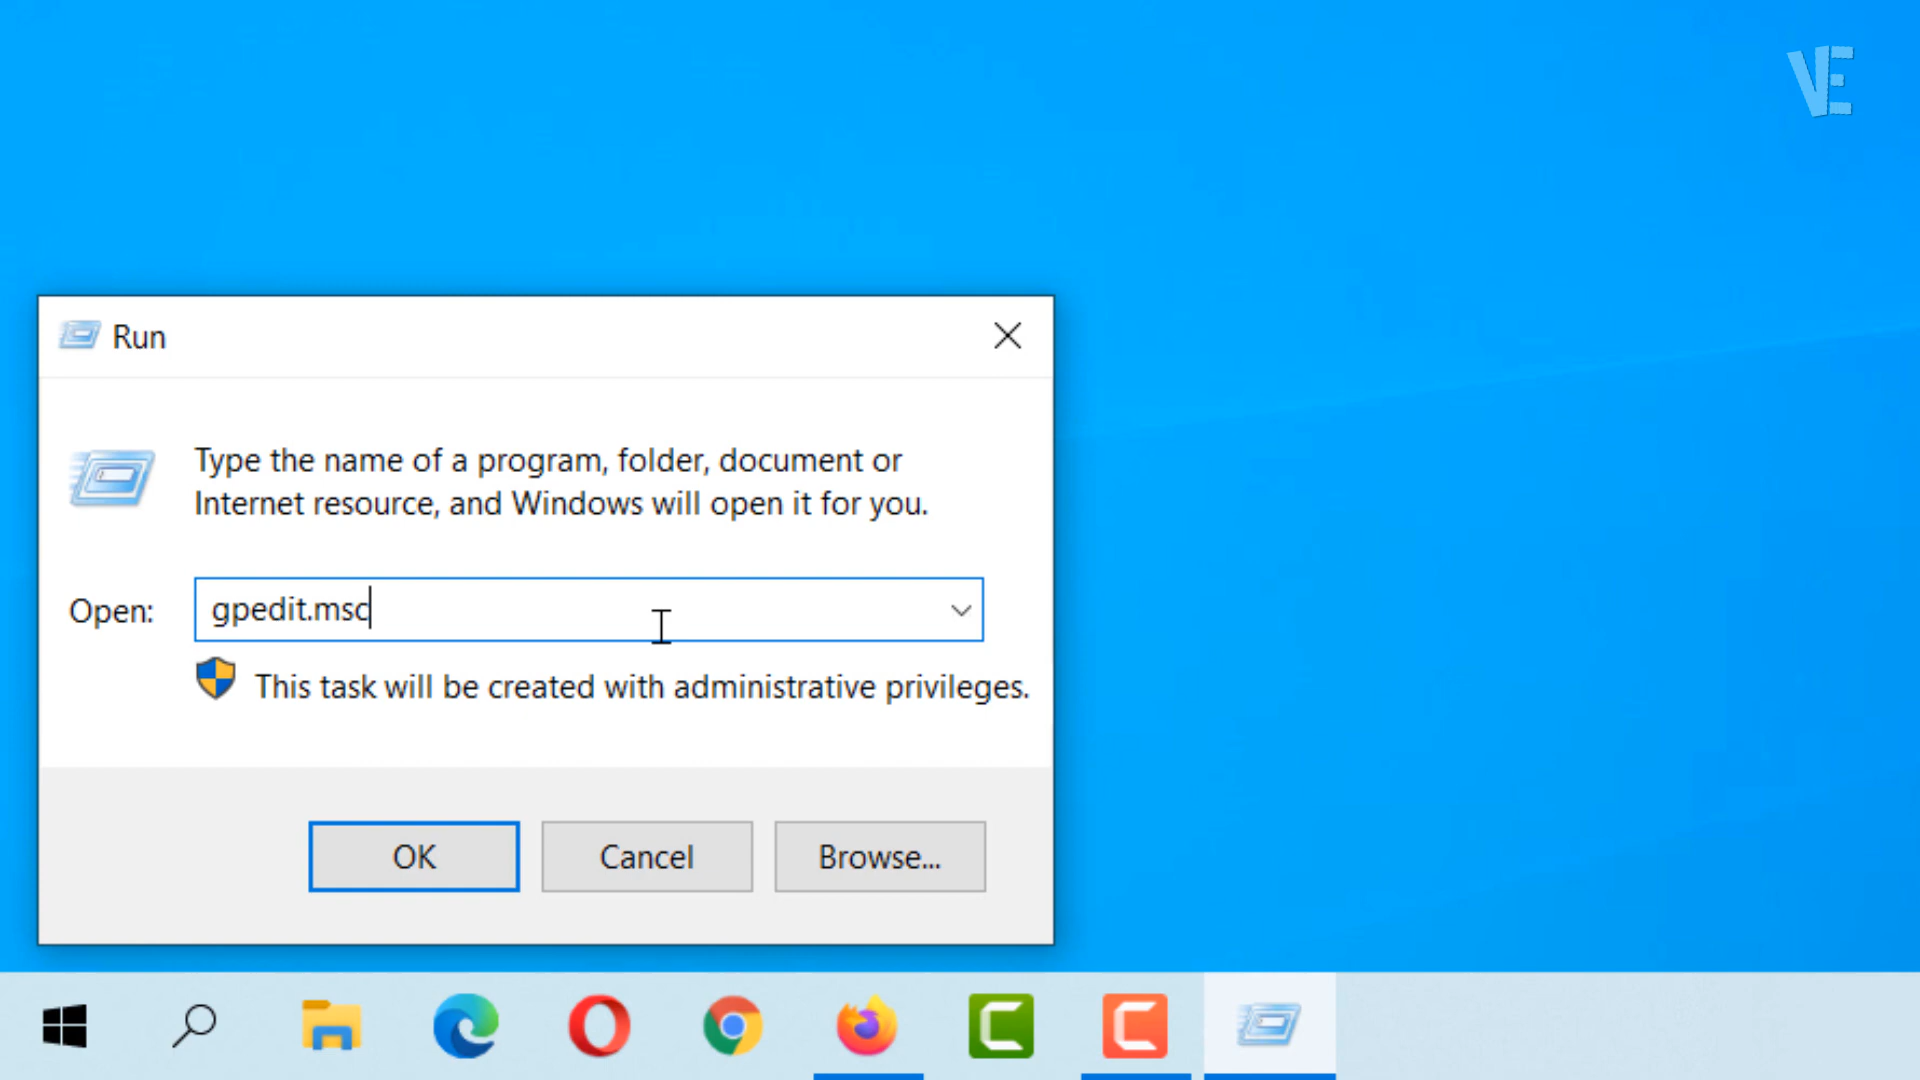 VE
Run
Type the name of a program, folder, document or
Internet resource, and Windows will open it for you.
Open:
gpedit.msc
This task will be created with administrative privileges.
OK
Cancel
Browse...